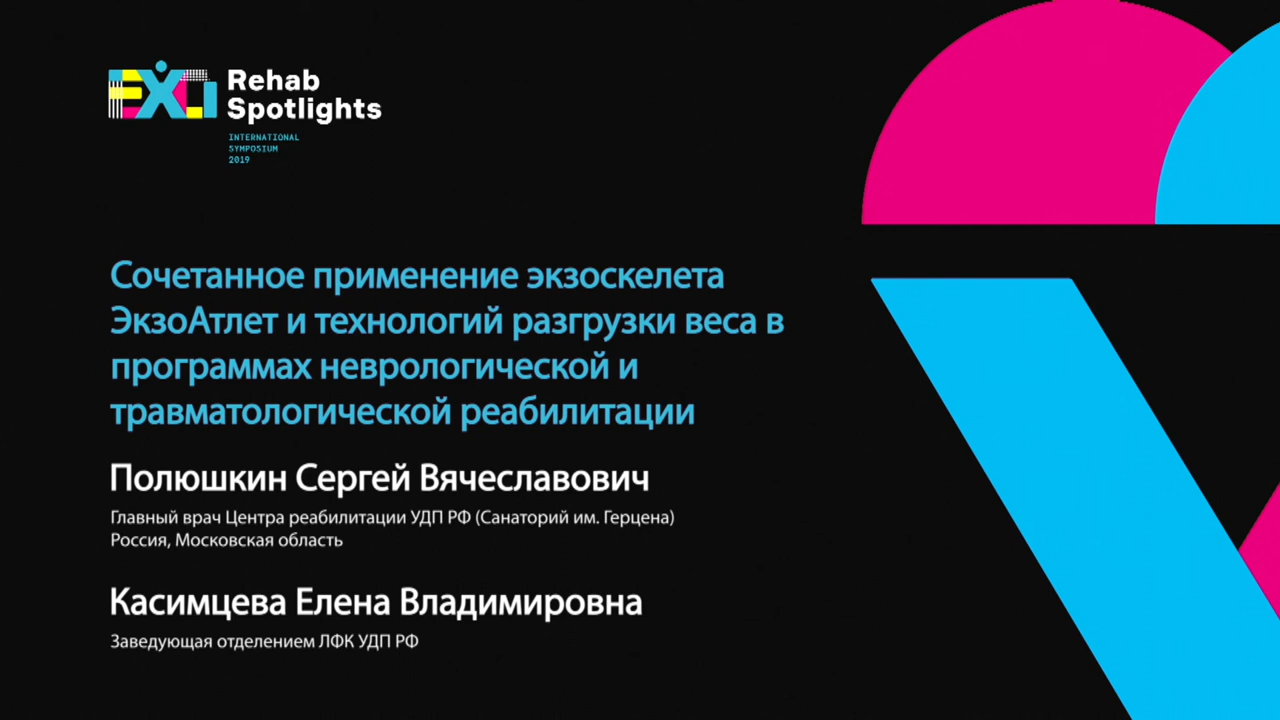 EXO
Rehab
Spotlights
INTERNATIONAL
SYMPOSIUM
2019
Сочетанное применение экзоскелета
ЭкзоАтлет и технологий разгрузки веса в
программах неврологической и
травматологической реабилитации
Полюшкин Сергей Вячеславович
Главный врач Центра реабилитации УДП РФ (Санаторий им. Герцена)
Россия, Московская область
Касимцева Елена Владимировна
Заведующая отделением ЛФК УДП РФ